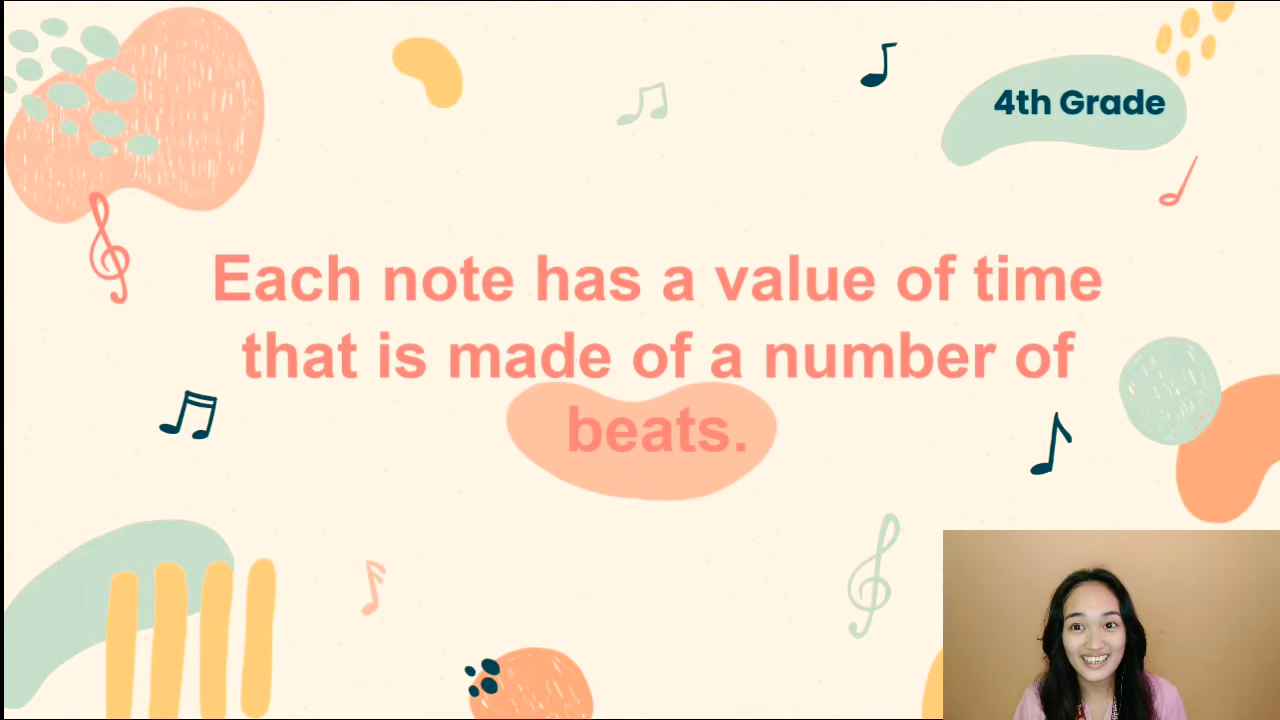 4th Grade
Each note has a value of time
that is made of a number of
beats.